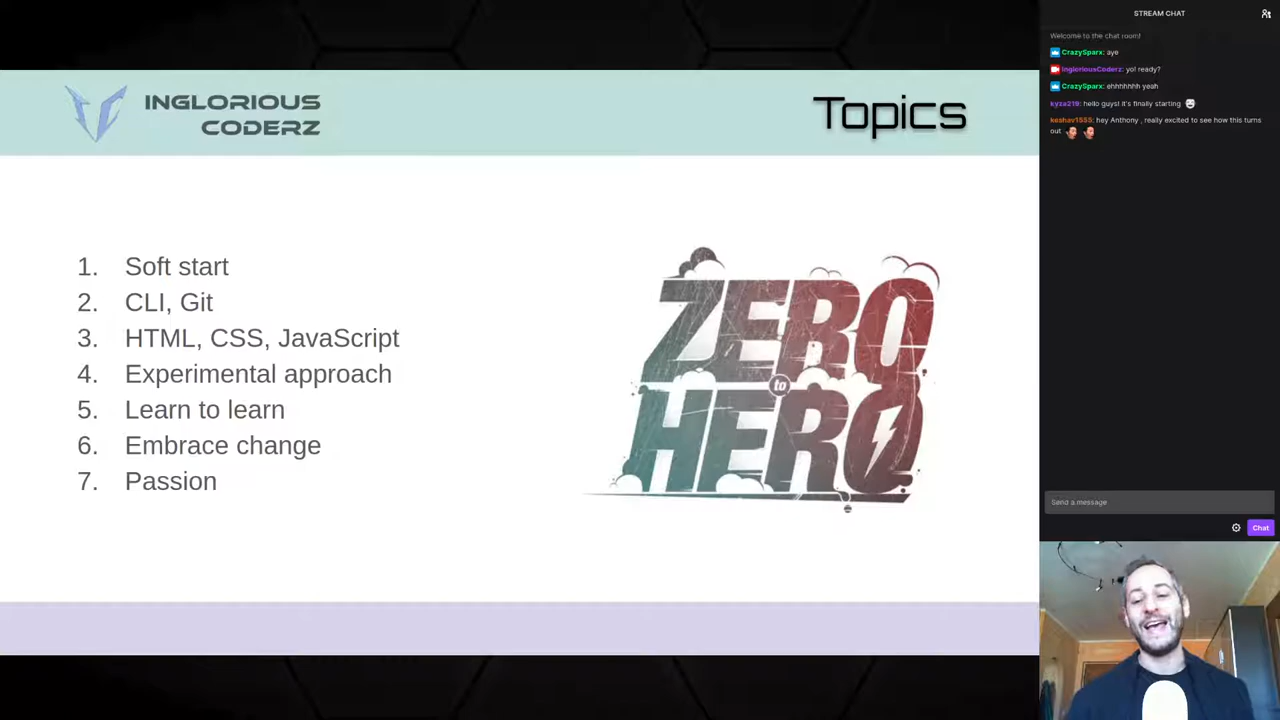 INGLORIOUS
CODERZ
Topics
1. Soft start
2. CLI, Git
3. HTML, CSS, JavaScript
4. Experimental approach
5. Learn to learn
6. Embrace change
7. Passion
ZERO
to
HERO
STREAM CHAT
Welcome to the chat room!
CrazySparx: aye
IngloriousCoderz: yo! ready?
CrazySparx: ehhhhhhh yeah
kyza219: hello guys! it's finally starting
keshav1555: hey Anthony , really excited to see how this turns
out
Send a message
Chat